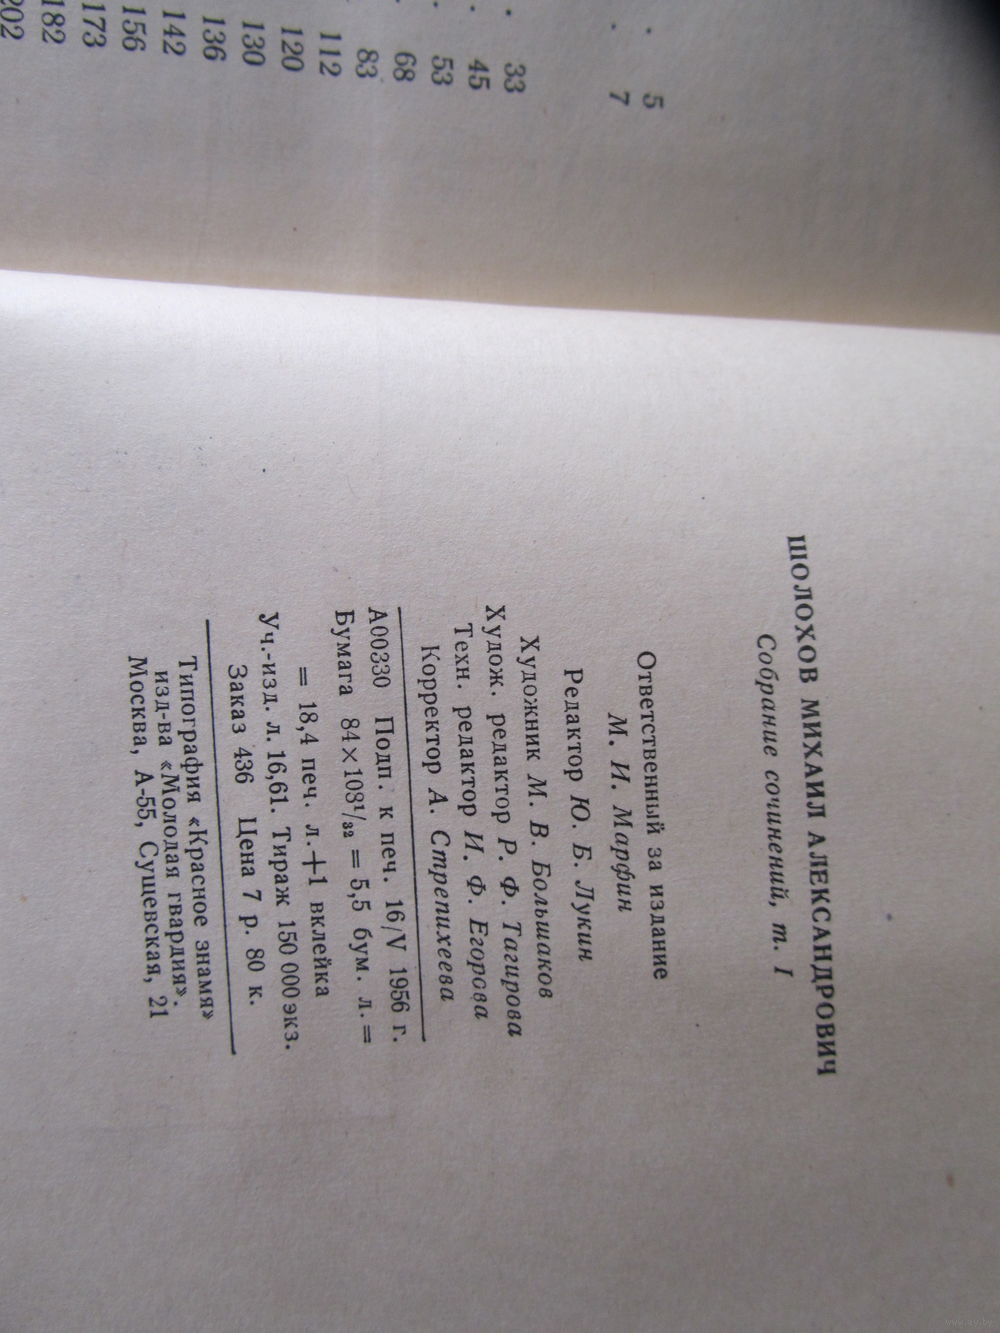 5
7
33
45
53
68
83
112
120
130
136
142
156
173
182
202
ШОЛОХОВ МИХАИЛ АЛЕКСАНДРОВИЧ
Собрание сочинений, т. I
Ответственный за издание
М. И. Марфин
Редактор Ю. Б. Лукин
Художник М. В. Большаков
Худож. редактор Р. Ф. Тагирова
Техн. редактор И. Ф. Егорова
Корректор А. Стрепихеева
А00330 Подп. к печ. 16/V 1956 г.
Бумага 84×103¹/₃₂ = 5,5 бум. л. =
= 18,4 печ. л.+1 вклейка
Уч.-изд. л. 16,61. Тираж 150 000 экз.
Заказ 436 Цена 7 р. 80 к.
Типография «Красное знамя»
изд-ва «Молодая гвардия».
Москва, А-55, Сущевская, 21
www.ay.by